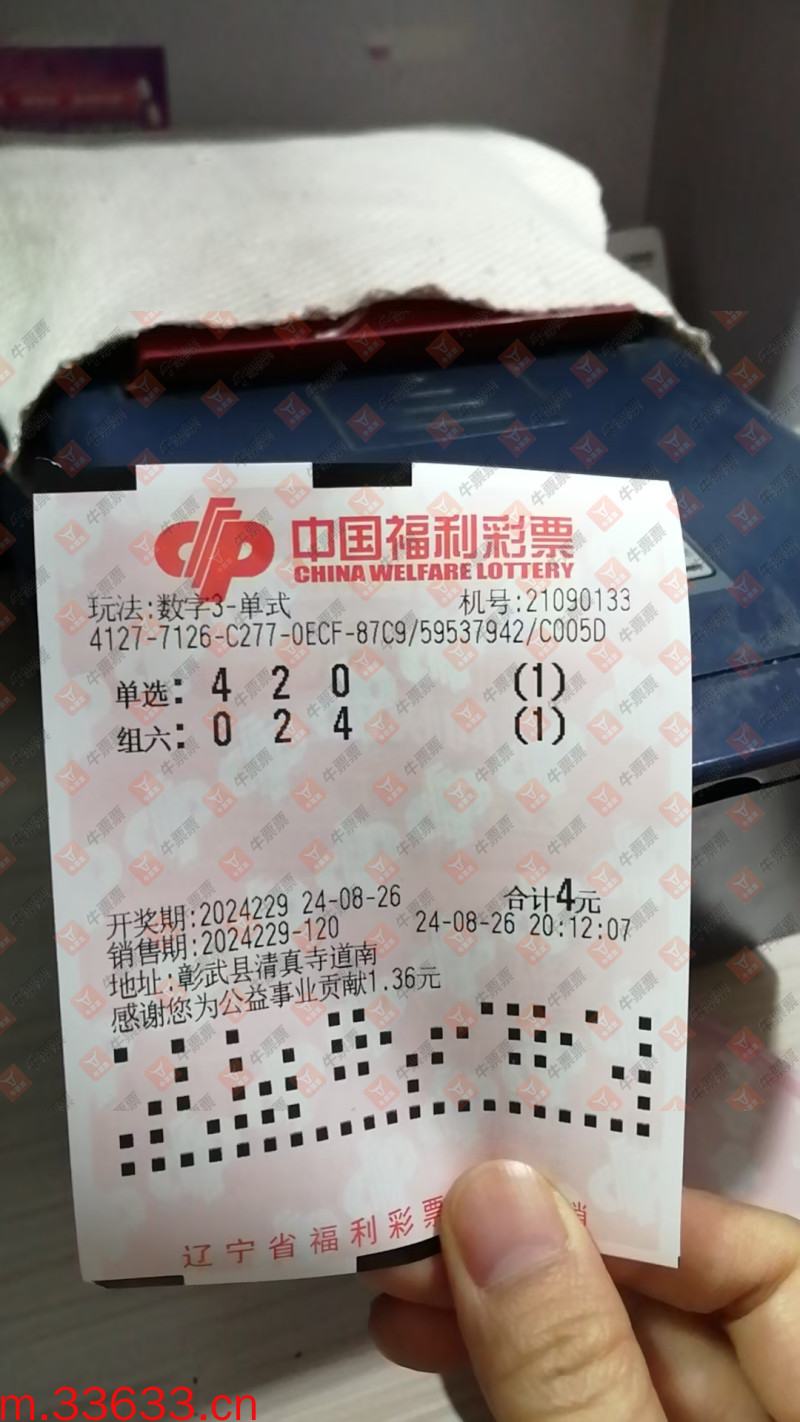 中国福利彩票
CHINA WELFARE LOTTERY
玩法:数字3-单式 机号:21090133
4127-7126-C277-0ECF-87C9/59537942/C005D
单选: 4 2 0 (1)
组六: 0 2 4 (1)
开奖期:2024229 24-08-26 合计4元
销售期:2024229-120 24-08-26 20:12:07
地址:彰武县清真寺道南
感谢您为公益事业贡献1.36元
辽宁省福利彩票
牛票票
m.33633.cn